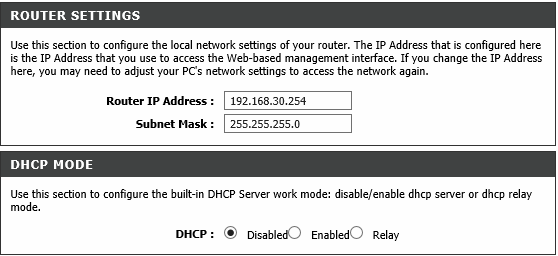 ROUTER SETTINGS
Use this section to configure the local network settings of your router. The IP Address that is configured here
is the IP Address that you use to access the Web-based management interface. If you change the IP Address
here, you may need to adjust your PC's network settings to access the network again.
Router IP Address : 192.168.30.254
Subnet Mask : 255.255.255.0
DHCP MODE
Use this section to configure the built-in DHCP Server work mode: disable/enable dhcp server or dhcp relay
mode.
DHCP : Disabled Enabled Relay